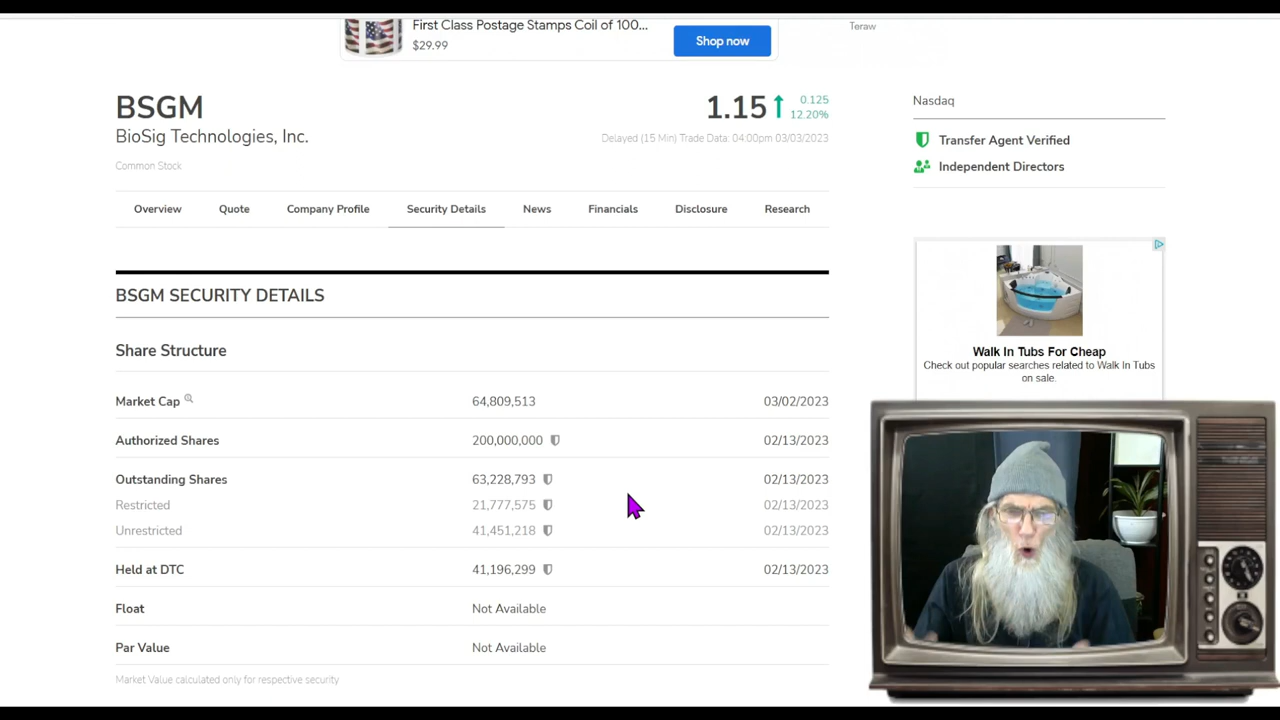 First Class Postage Stamps Coil of 100...
$29.99
Shop now
Teraw
BSGM
BioSig Technologies, Inc.
Common Stock
1.15
0.125
12.20%
Delayed (15 Min) Trade Data: 04:00pm 03/03/2023
Nasdaq
Transfer Agent Verified
Independent Directors
Overview Quote Company Profile Security Details News Financials Disclosure Research
BSGM SECURITY DETAILS
Share Structure
Market Cap 64,809,513 03/02/2023
Authorized Shares 200,000,000 02/13/2023
Outstanding Shares 63,228,793 02/13/2023
Restricted 21,777,575 02/13/2023
Unrestricted 41,451,218 02/13/2023
Held at DTC 41,196,299 02/13/2023
Float Not Available
Par Value Not Available
Market Value calculated only for respective security
Walk In Tubs For Cheap
Check out popular searches related to Walk In Tubs
on sale.